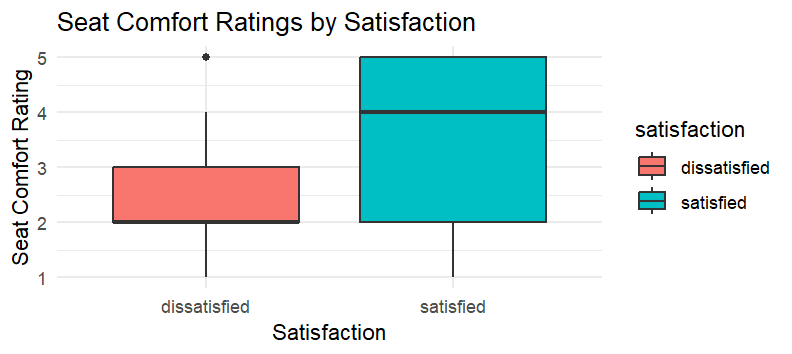 Seat Comfort Ratings by Satisfaction
Seat Comfort Rating
5
4
3
2
1
dissatisfied
satisfied
Satisfaction
satisfaction
dissatisfied
satisfied